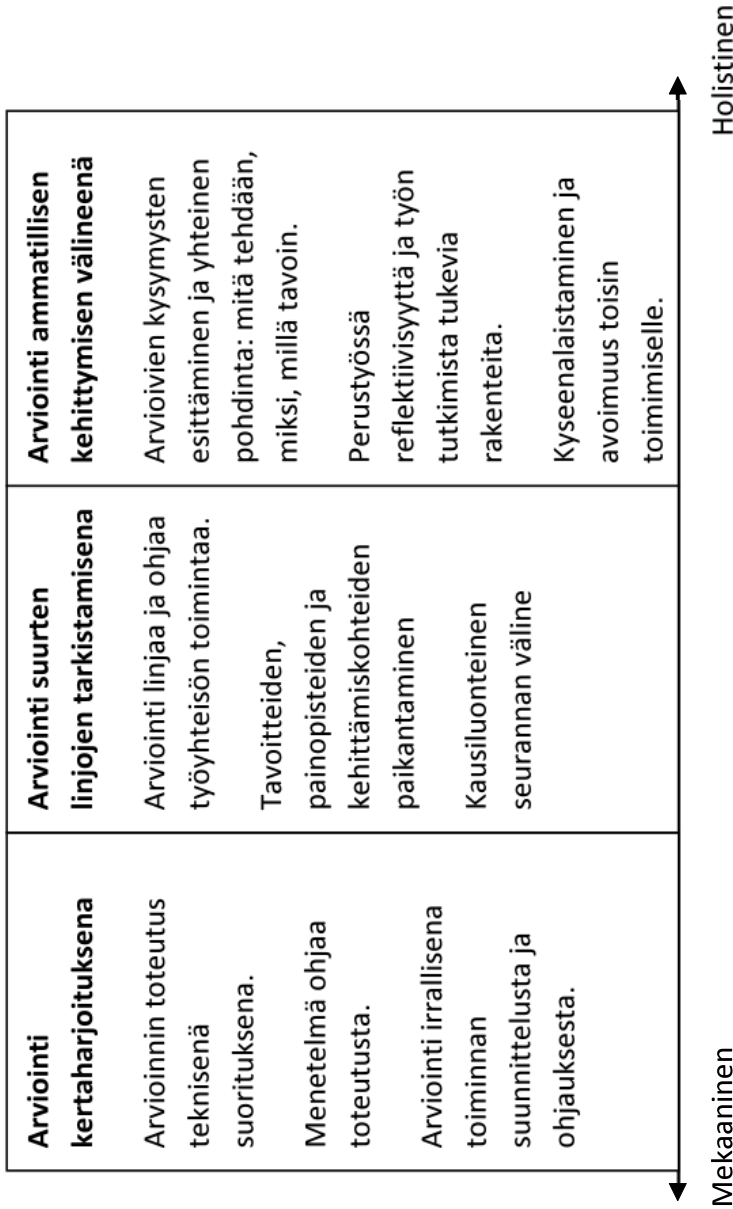 Arviointi
kertaharjoituksena
Arvioinnin toteutus
teknisenä
suorituksena.
Menetelmä ohjaa
toteutusta.
Arviointi irrallisena
toiminnan
suunnittelusta ja
ohjauksesta.
Arviointi suurten
linjojen tarkistamisena
Arviointi linjaa ja ohjaa
työyhteisön toimintaa.
Tavoitteiden,
painopisteiden ja
kehittämiskohteiden
paikantaminen
Kausiluonteinen
seurannan väline
Arviointi ammatillisen
kehittymisen välineenä
Arvioivien kysymysten
esittäminen ja yhteinen
pohdinta: mitä tehdään,
miksi, millä tavoin.
Perustyössä
reflektiivisyyttä ja työn
tutkimista tukevia
rakenteita.
Kyseenalaistaminen ja
avoimuus toisin
toimimiselle.
Mekaaninen
Holistinen